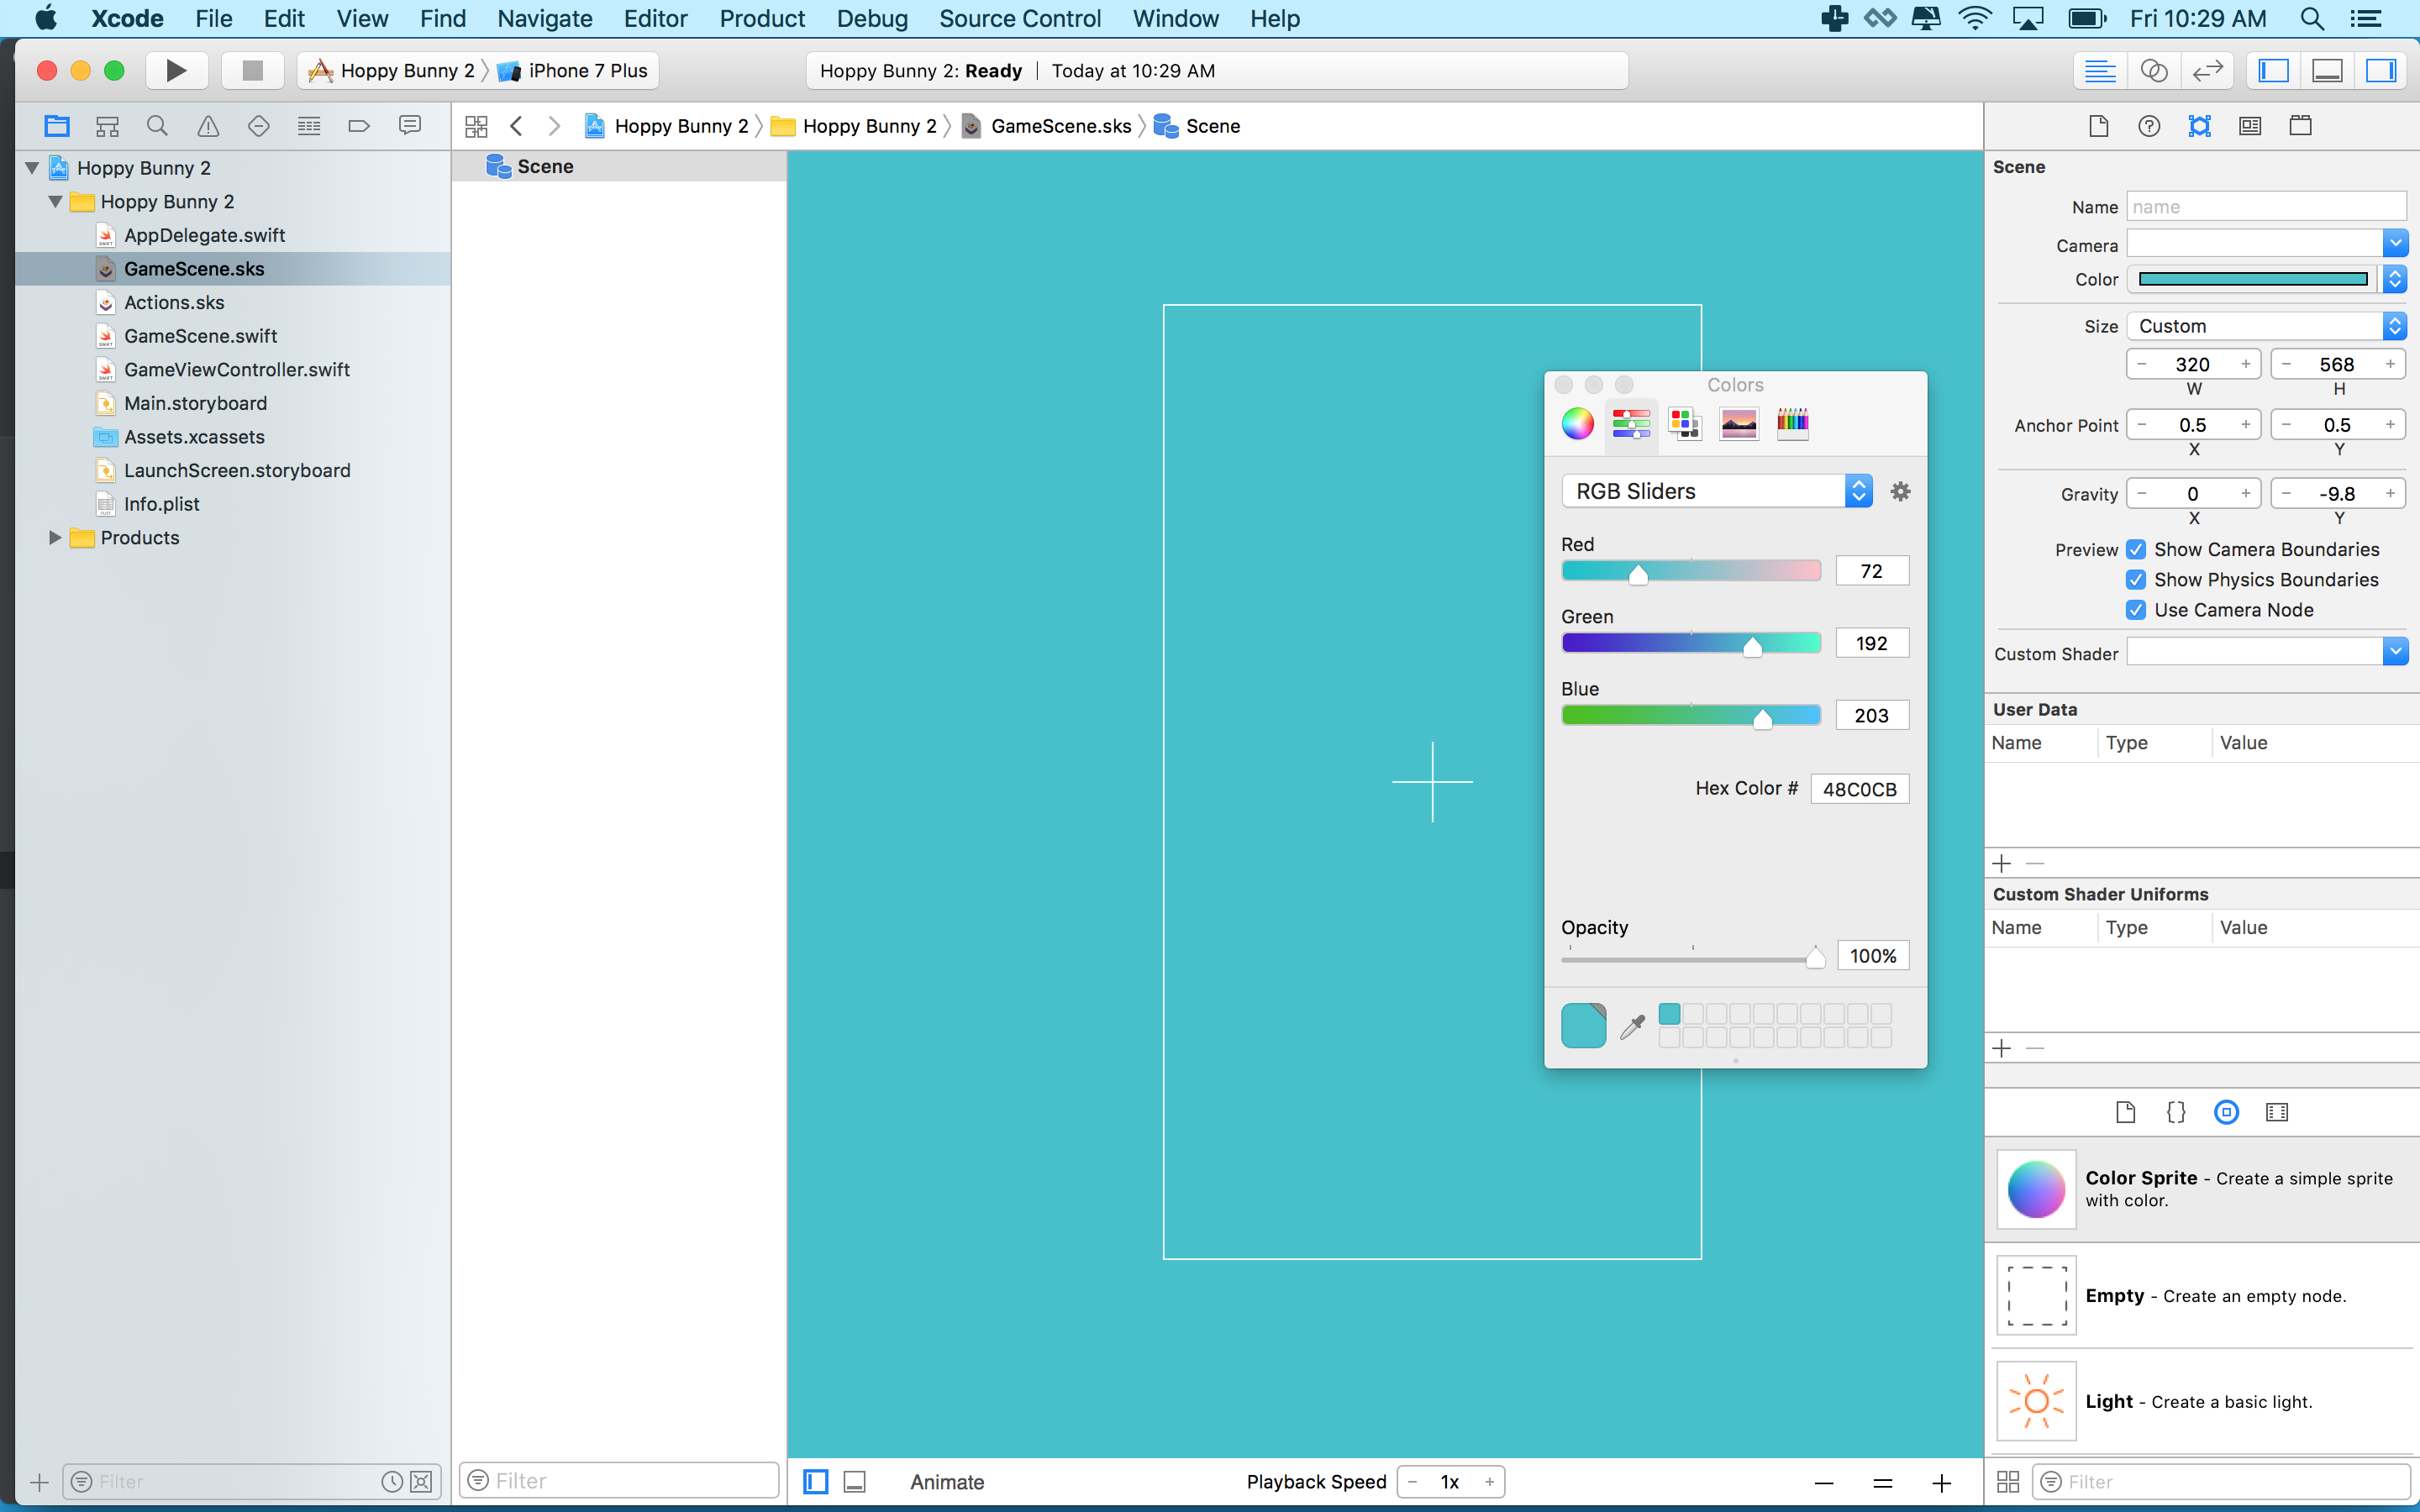 Xcode File Edit View Find Navigate Editor Product Debug Source Control Window Help Fri 10:29 AM
Hoppy Bunny 2 iPhone 7 Plus Hoppy Bunny 2: Ready | Today at 10:29 AM
Hoppy Bunny 2 Hoppy Bunny 2 GameScene.sks Scene
Hoppy Bunny 2
Hoppy Bunny 2
AppDelegate.swift
GameScene.sks
Actions.sks
GameScene.swift
GameViewController.swift
Main.storyboard
Assets.xcassets
LaunchScreen.storyboard
Info.plist
Products
Filter
Scene
Filter
Animate
Playback Speed − 1x +
Colors
RGB Sliders
Red
72
Green
192
Blue
203
Hex Color # 48C0CB
Opacity
100%
Scene
Name name
Camera
Color
Size Custom
− 320 + − 568 +
W H
Anchor Point − 0.5 + − 0.5 +
X Y
Gravity − 0 + − -9.8 +
X Y
Preview Show Camera Boundaries
Show Physics Boundaries
Use Camera Node
Custom Shader
User Data
Name Type Value
Custom Shader Uniforms
Name Type Value
Color Sprite - Create a simple sprite
with color.
Empty - Create an empty node.
Light - Create a basic light.
Filter